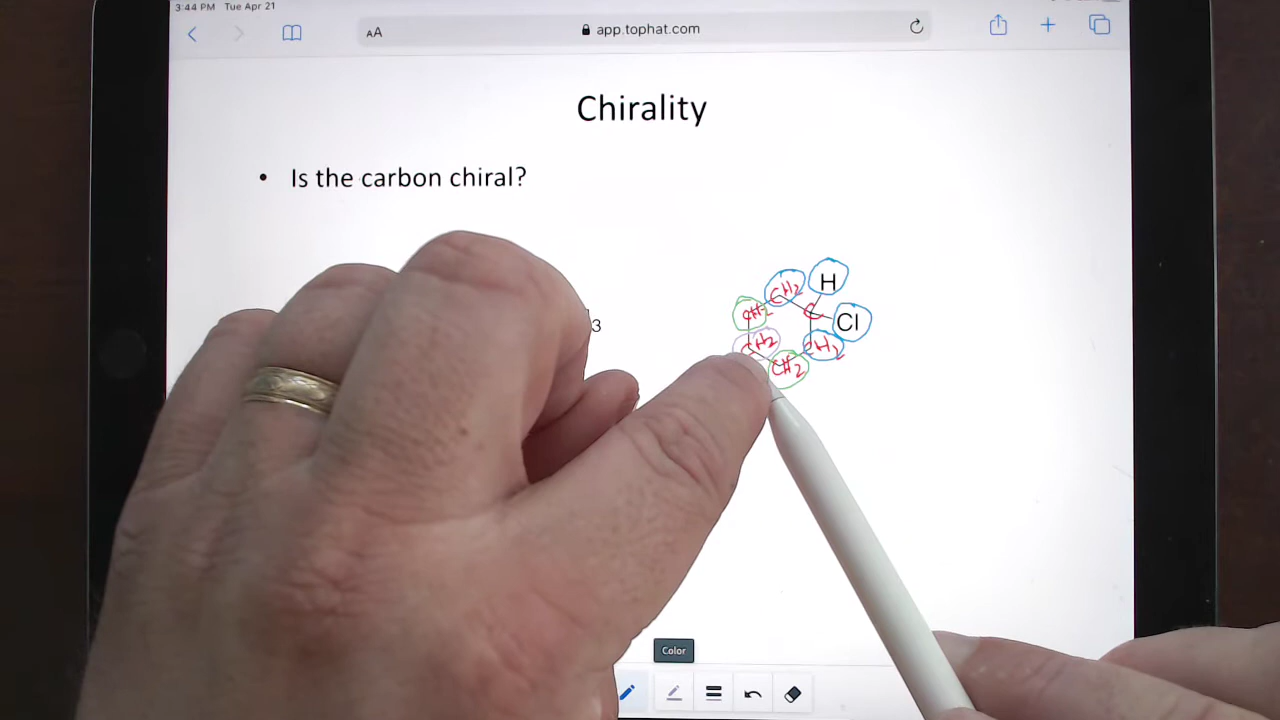 3:44 PM Tue Apr 21
AA app.tophat.com
Chirality
• Is the carbon chiral?
H
CH2
CH2 C Cl
3
CH2 CH2
CH2
Color